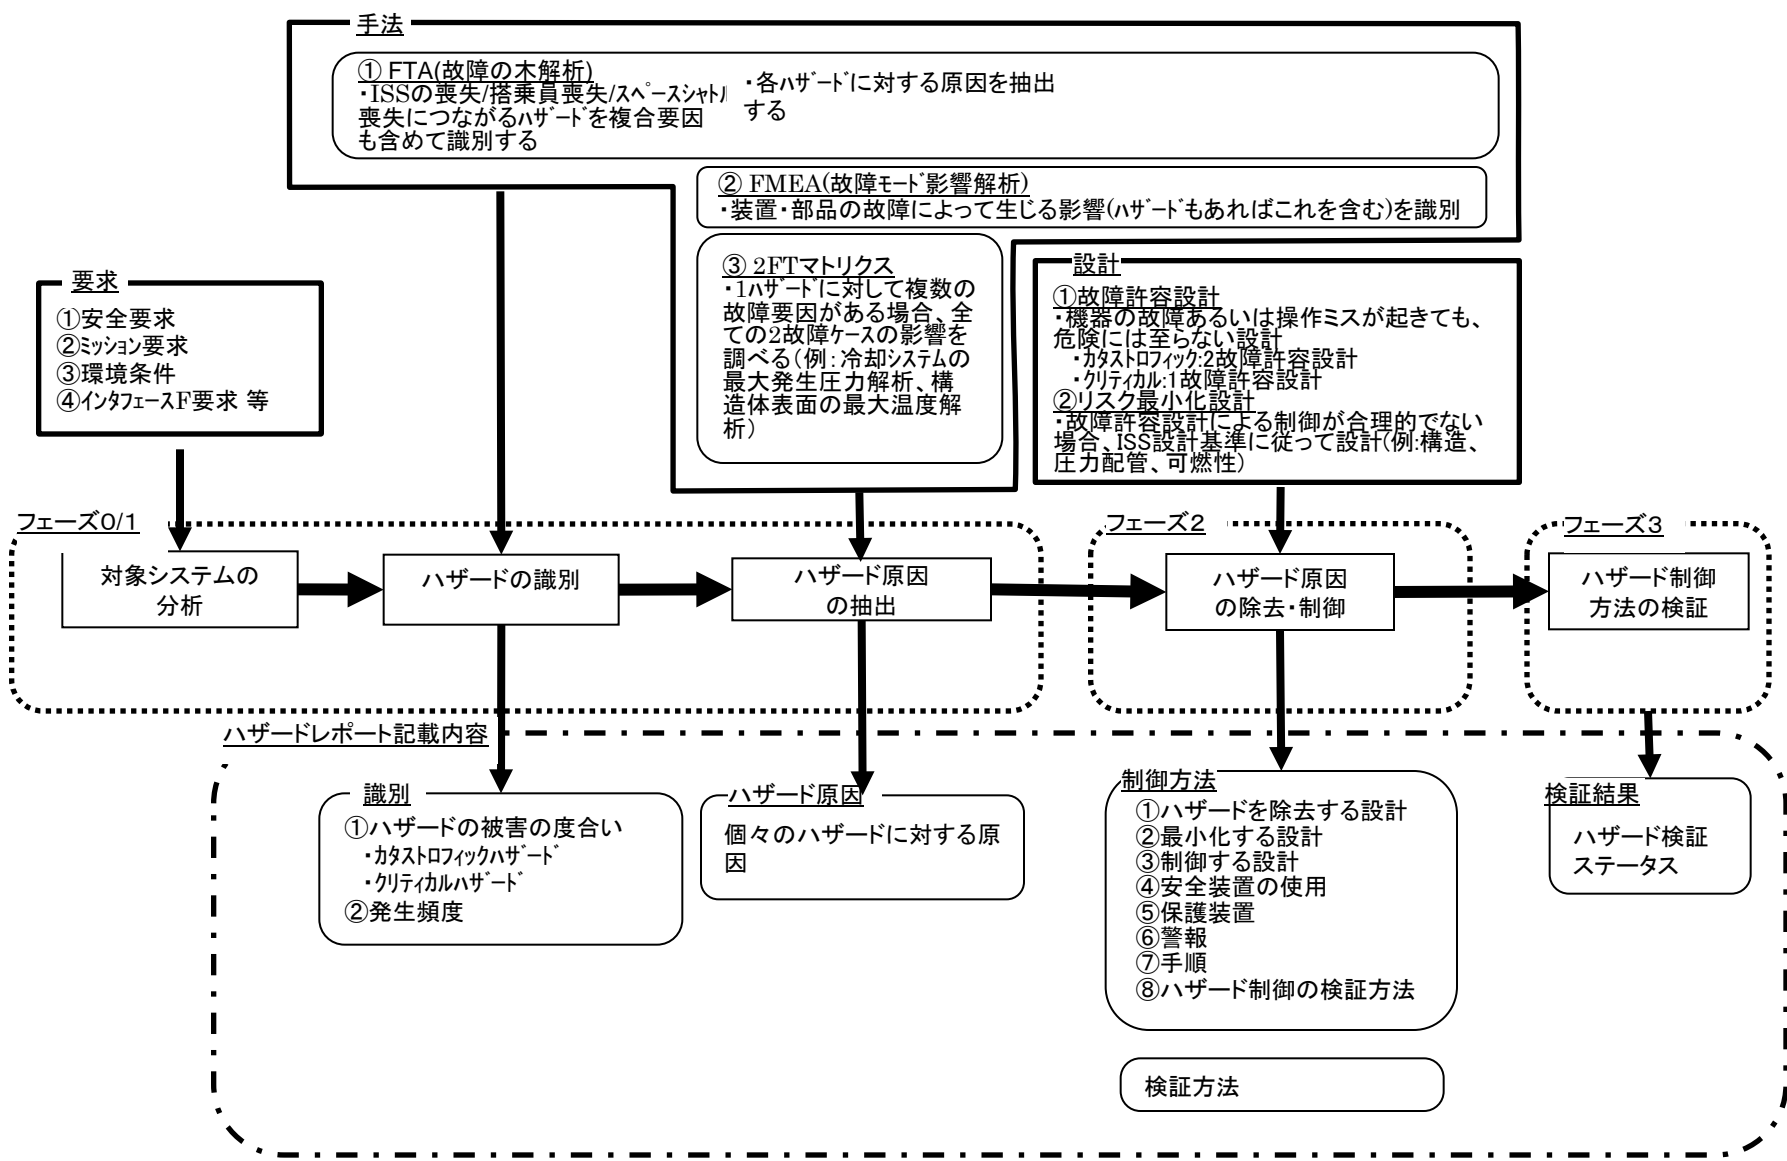 手法
① FTA(故障の木解析)
・ISSの喪失/搭乗員喪失/スペースシャトル
喪失につながるハザードを複合要因
も含めて識別する
・各ハザードに対する原因を抽出
する
② FMEA(故障モード影響解析)
・装置・部品の故障によって生じる影響(ハザードもあればこれを含む)を識別
③ 2FTマトリクス
・1ハザードに対して複数の
故障要因がある場合、全
ての2故障ケースの影響を
調べる(例：冷却システムの
最大発生圧力解析、構
造体表面の最大温度解
析)
要求
①安全要求
②ミッション要求
③環境条件
④インタフェースF要求 等
設計
①故障許容設計
・機器の故障あるいは操作ミスが起きても、
危険には至らない設計
・カタストロフィック:2故障許容設計
・クリティカル:1故障許容設計
②リスク最小化設計
・故障許容設計による制御が合理的でない
場合、ISS設計基準に従って設計(例:構造、
圧力配管、可燃性)
フェーズ0/1
対象システムの
分析
ハザードの識別
ハザード原因
の抽出
フェーズ2
ハザード原因
の除去・制御
フェーズ3
ハザード制御
方法の検証
ハザードレポート記載内容
識別
①ハザードの被害の度合い
・カタストロフィックハザード
・クリティカルハザード
②発生頻度
ハザード原因
個々のハザードに対する原
因
制御方法
①ハザードを除去する設計
②最小化する設計
③制御する設計
④安全装置の使用
⑤保護装置
⑥警報
⑦手順
⑧ハザード制御の検証方法
検証方法
検証結果
ハザード検証
ステータス